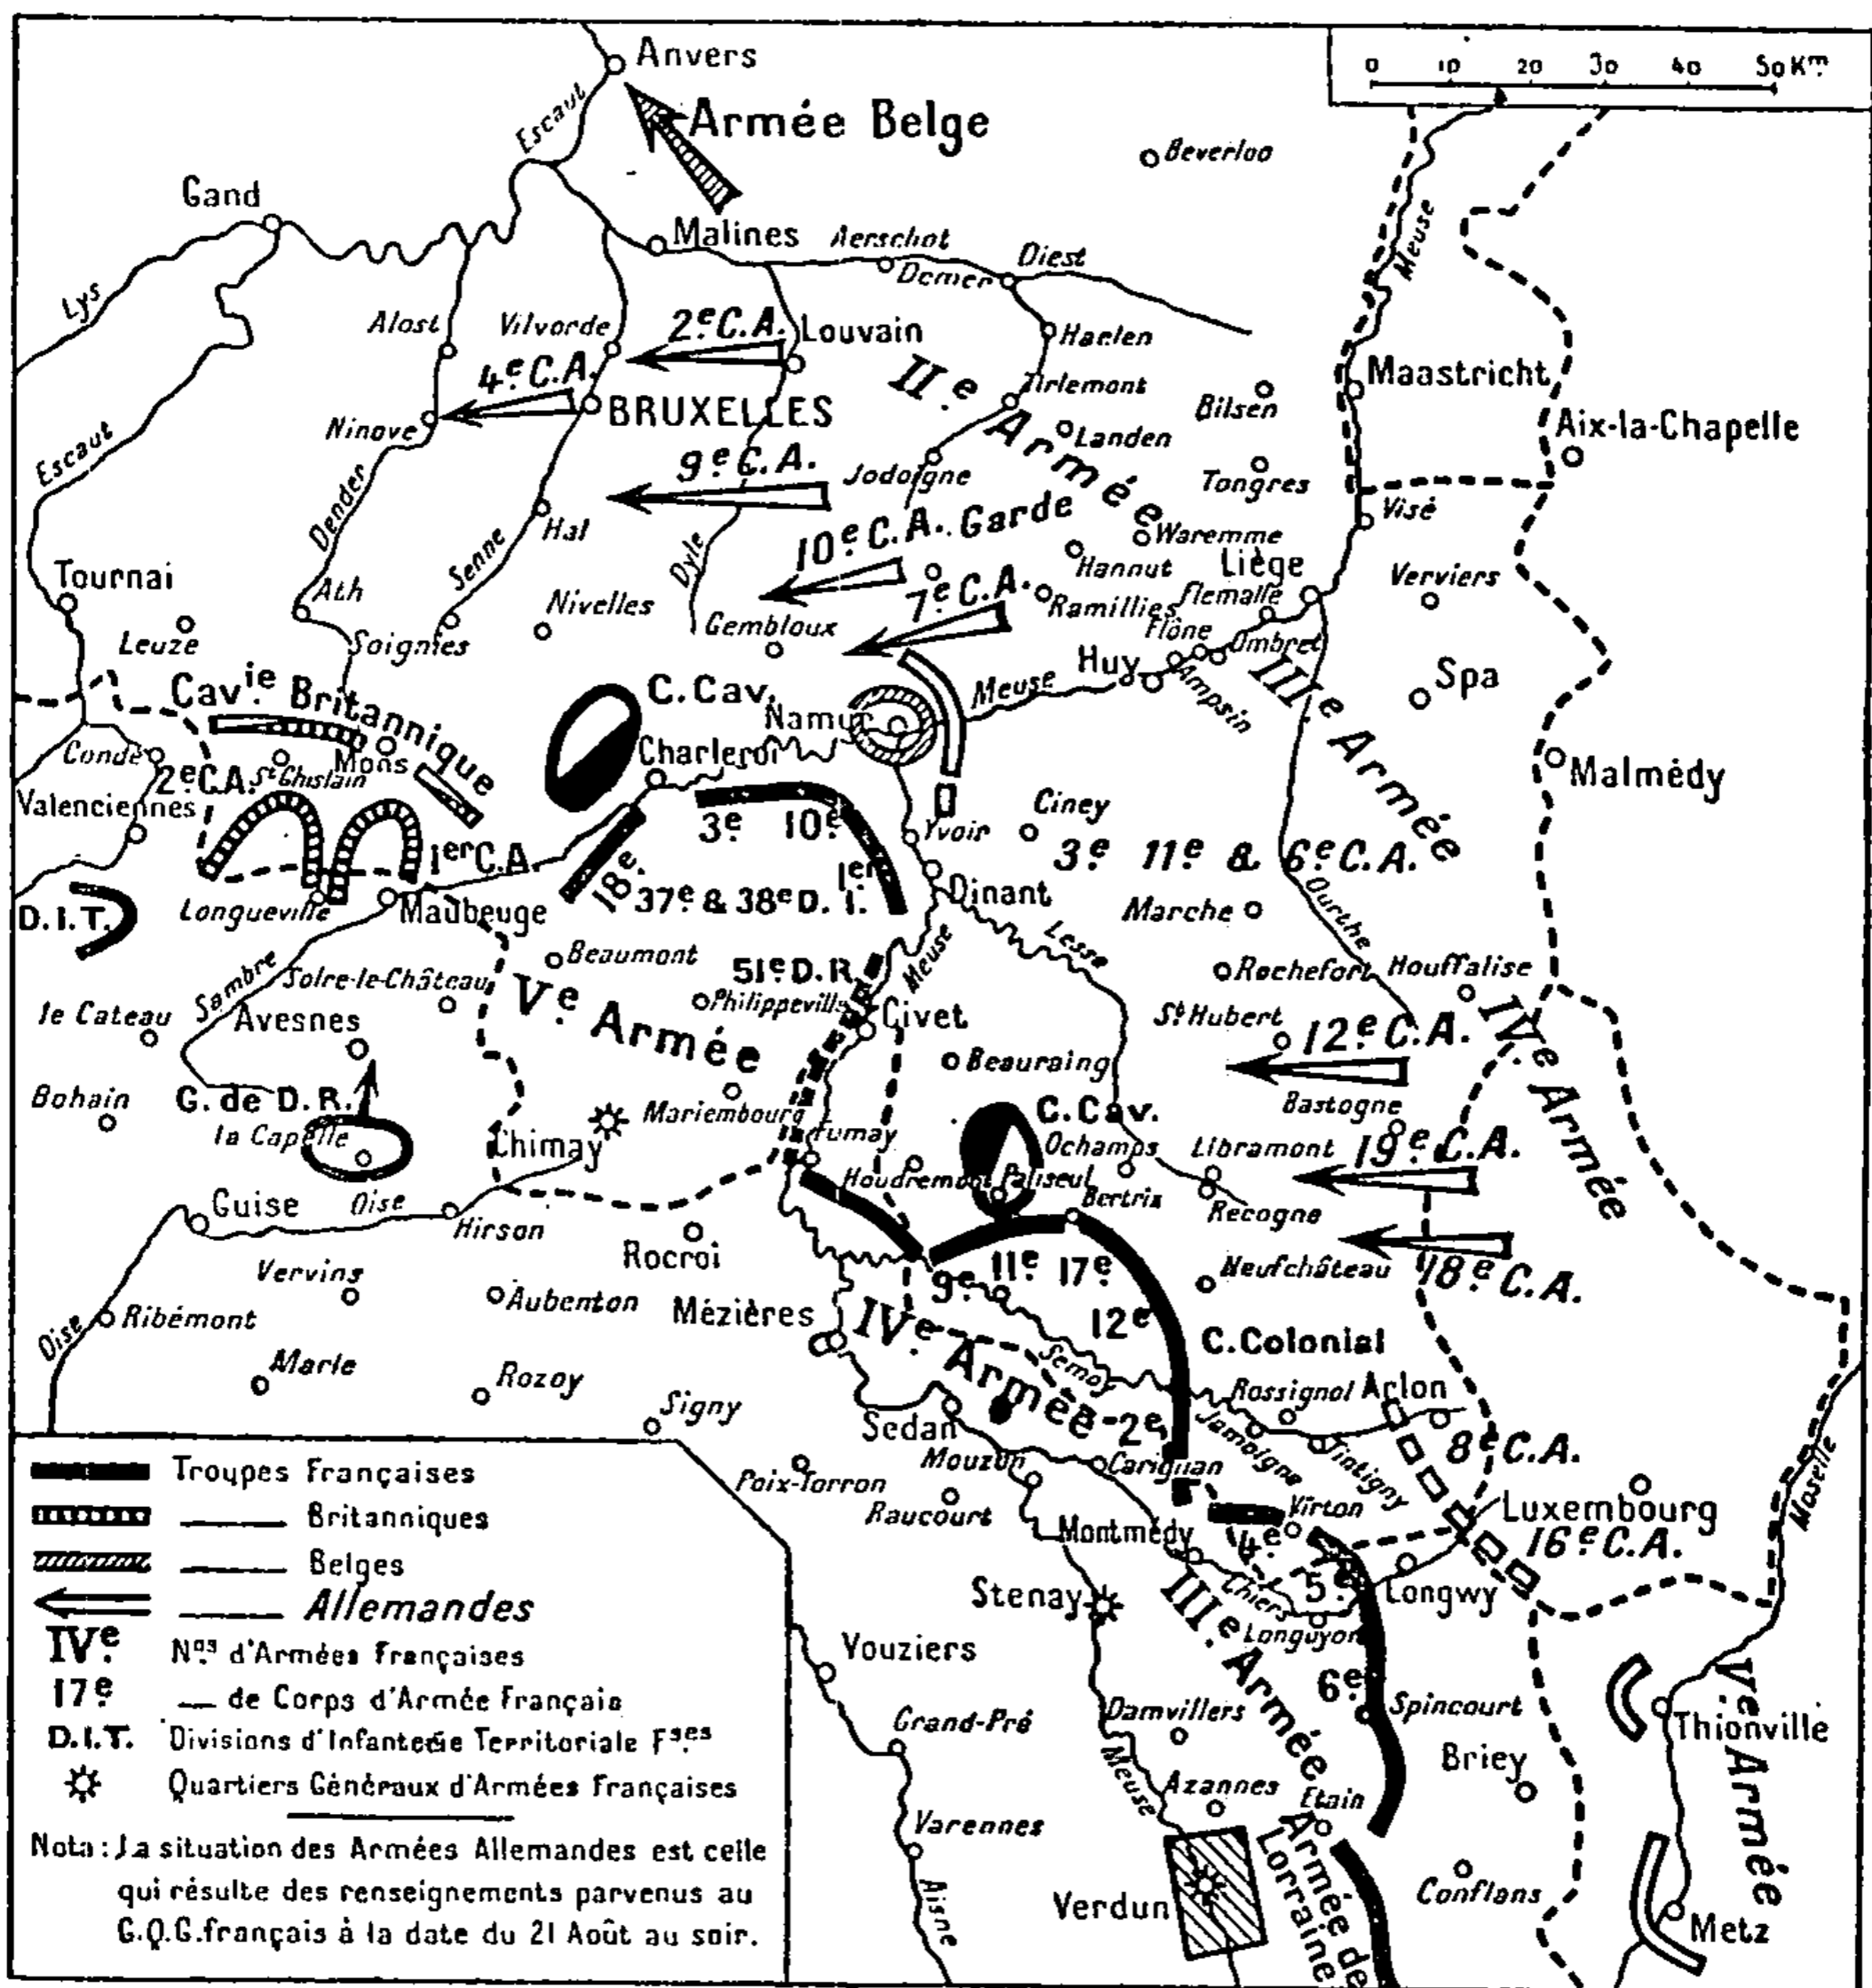 Anvers
0 10 20 30 40 50 Km
Escaut
Armée Belge
Beverloo
Gand
Malines
Aerschot
Diest
Demer
Meuse
Lys
Alost
Vilvorde
2e C.A.
Louvain
Haelen
4e C.A.
IIe Armée
Tirlemont
Maastricht
Bilsen
Ninove
BRUXELLES
Landen
Aix-la-Chapelle
Escaut
9e C.A.
Jodoigne
Tongres
Dender
Visé
Hal
10e C.A. Garde
Waremme
Senne
Dyle
Hannut
Liège
Verviers
Tournai
Ath
Nivelles
7e C.A.
Ramillies
Flemalle
Leuze
Soignies
Gembloux
Flône
Ombret
Huy
Ampsin
IIIe Armée
Spa
Cavie Britannique
C. Cav.
Meuse
Namur
Condé
Mons
Charleroi
Malmédy
2e C.A.
St Ghislain
Valenciennes
Ciney
3e 10e
Yvoir
1er C.A.
3e 11e & 6e C.A.
18e
1er
37e & 38e D. I.
Dinant
D.I.T.
Longueville
Maubeuge
Marche
Ourthe
Lesse
Beaumont
51e D.R.
Meuse
Rochefort
Houffalise
Sambre
Solre-le-Château
Ve Armée
Philippeville
Givet
le Cateau
Avesnes
St Hubert
12e C.A.
IVe Armée
Beauraing
Bohain
G. de D. R.
Mariembourg
C. Cav.
Bastogne
la Capelle
Chimay
Fumay
Ochamps
Libramont
19e C.A.
Houdremont
Paliseul
Bertrix
Recogne
Guise
Oise
Hirson
Rocroi
Vervins
9e 11e 17e
Neufchâteau
18e C.A.
Aubenton
Mézières
Ribémont
Oise
IVe Armée
12e
C. Colonial
Marle
Rozoy
Semoy
Rossignol
Arlon
Signy
Sedan
2e
Jamoigne
Tintigny
8e C.A.
Mouzon
Carignan
Moselle
Poix-Torron
Raucourt
Virton
Luxembourg
Montmédy
4e
16e C.A.
5e
Longwy
Stenay
Chiers
IIIe Armée
Longuyon
Vouziers
6e
Spincourt
Ve Armée
Damvillers
Thionville
Grand-Pré
Briey
Meuse
Azannes
Etain
Varennes
Armée de Lorraine
Conflans
Verdun
Aisne
Metz
Troupes Françaises
Britanniques
Belges
Allemandes
IVe Nos d'Armées Françaises
17e — de Corps d'Armée Français
D.I.T. Divisions d'Infanterie Territoriale Fses
Quartiers Généraux d'Armées Françaises
Nota : La situation des Armées Allemandes est celle
qui résulte des renseignements parvenus au
G.Q.G. français à la date du 21 Août au soir.